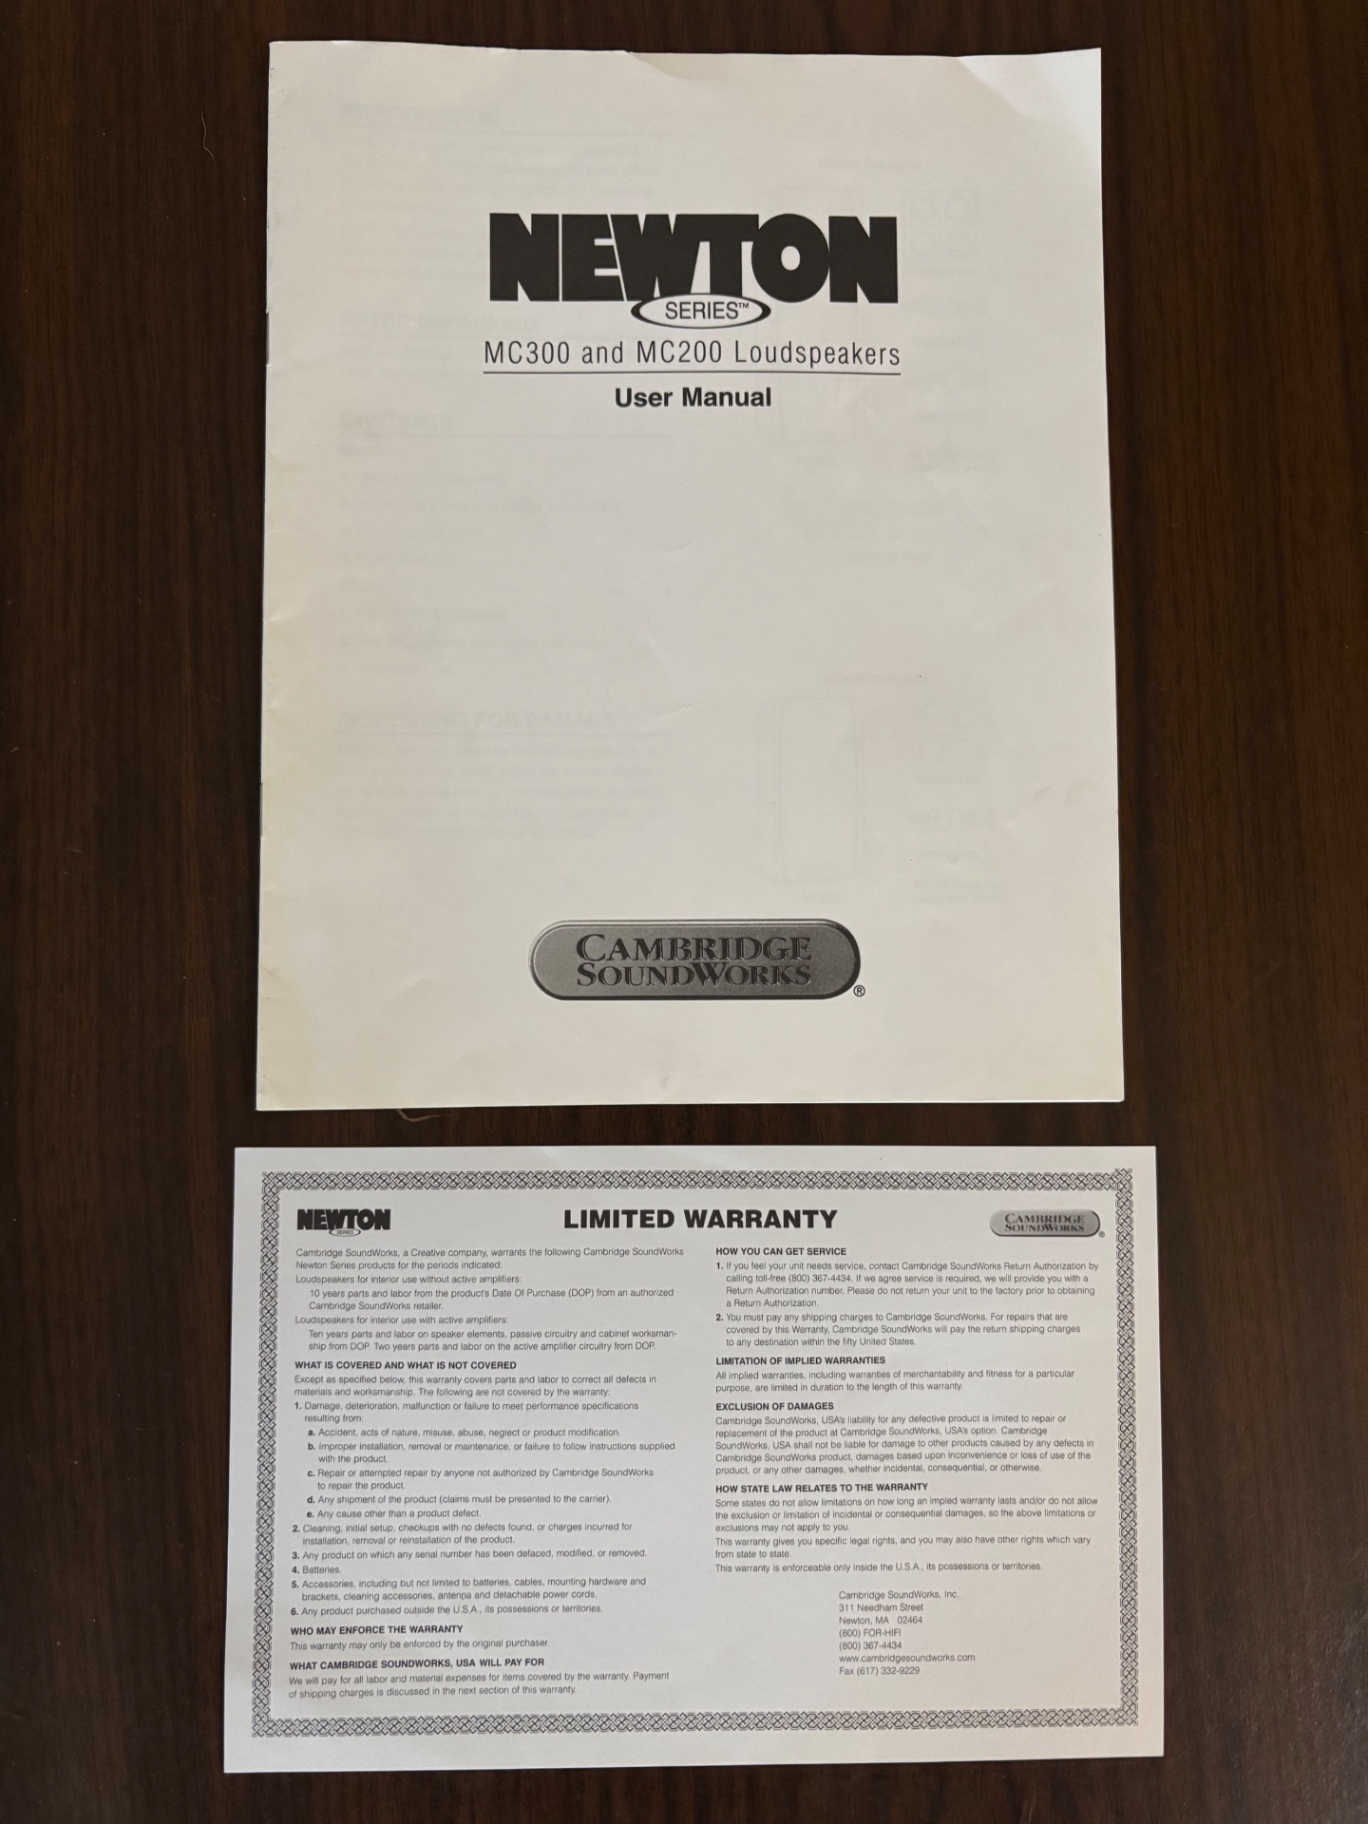 NEWTON
SERIES™
MC300 and MC200 Loudspeakers
User Manual
CAMBRIDGE
SOUNDWORKS
®
NEWTON
SERIES
LIMITED WARRANTY
CAMBRIDGE
SOUNDWORKS
®
Cambridge SoundWorks, a Creative company, warrants the following Cambridge SoundWorks
Newton Series products for the periods indicated:
Loudspeakers for interior use without active amplifiers:
10 years parts and labor from the product's Date Of Purchase (DOP) from an authorized
Cambridge SoundWorks retailer.
Loudspeakers for interior use with active amplifiers:
Ten years parts and labor on speaker elements, passive circuitry and cabinet worksman-
ship from DOP. Two years parts and labor on the active amplifier circuitry from DOP.
WHAT IS COVERED AND WHAT IS NOT COVERED
Except as specified below, this warranty covers parts and labor to correct all defects in
materials and worksmanship. The following are not covered by the warranty:
1. Damage, deterioration, malfunction or failure to meet performance specifications
resulting from:
a. Accident, acts of nature, misuse, abuse, neglect or product modification.
b. Improper installation, removal or maintenance, or failure to follow instructions supplied
with the product.
c. Repair or attempted repair by anyone not authorized by Cambridge SoundWorks
to repair the product.
d. Any shipment of the product (claims must be presented to the carrier).
e. Any cause other than a product defect.
2. Cleaning, initial setup, checkups with no defects found, or charges incurred for
installation, removal or reinstallation of the product.
3. Any product on which any serial number has been defaced, modified, or removed.
4. Batteries.
5. Accessories, including but not limited to batteries, cables, mounting hardware and
brackets, cleaning accessories, antenna and detachable power cords.
6. Any product purchased outside the U.S.A., its possessions or territories.
WHO MAY ENFORCE THE WARRANTY
This warranty may only be enforced by the original purchaser.
WHAT CAMBRIDGE SOUNDWORKS, USA WILL PAY FOR
We will pay for all labor and material expenses for items covered by the warranty. Payment
of shipping charges is discussed in the next section of this warranty.
HOW YOU CAN GET SERVICE
1. If you feel your unit needs service, contact Cambridge SoundWorks Return Authorization by
calling toll-free (800) 367-4434. If we agree service is required, we will provide you with a
Return Authorization number. Please do not return your unit to the factory prior to obtaining
a Return Authorization.
2. You must pay any shipping charges to Cambridge SoundWorks. For repairs that are
covered by this Warranty, Cambridge SoundWorks will pay the return shipping charges
to any destination within the fifty United States.
LIMITATION OF IMPLIED WARRANTIES
All implied warranties, including warranties of merchantability and fitness for a particular
purpose, are limited in duration to the length of this warranty.
EXCLUSION OF DAMAGES
Cambridge SoundWorks, USA's liability for any defective product is limited to repair or
replacement of the product at Cambridge SoundWorks, USA's option. Cambridge
SoundWorks, USA shall not be liable for damage to other products caused by any defects in
Cambridge SoundWorks product, damages based upon inconvenience or loss of use of the
product, or any other damages, whether incidental, consequential, or otherwise.
HOW STATE LAW RELATES TO THE WARRANTY
Some states do not allow limitations on how long an implied warranty lasts and/or do not allow
the exclusion or limitation of incidental or consequential damages, so the above limitations or
exclusions may not apply to you.
This warranty gives you specific legal rights, and you may also have other rights which vary
from state to state.
This warranty is enforceable only inside the U.S.A., its possessions or territories.
Cambridge SoundWorks, Inc.
311 Needham Street
Newton, MA 02464
(800) FOR-HIFI
(800) 367-4434
www.cambridgesoundworks.com
Fax (617) 332-9229